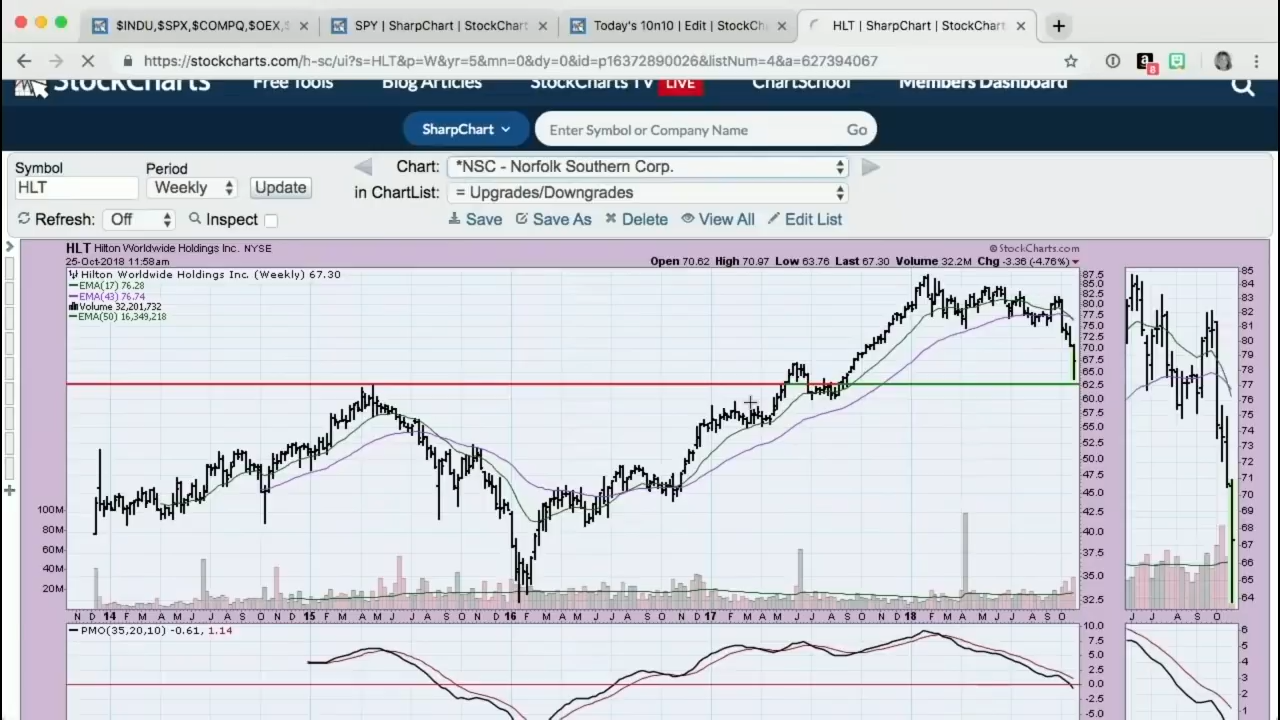 $INDU,$SPX,$COMPQ,$OEX,$
SPY | SharpChart | StockChart
Today's 10n10 | Edit | StockCh
HLT | SharpChart | StockChart
https://stockcharts.com/h-sc/ui?s=HLT&p=W&yr=5&mn=0&dy=0&id=p16372890026&listNum=4&a=627394067
StockCharts Free Tools Blog Articles StockCharts TV LIVE ChartSchool Members Dashboard
SharpChart Enter Symbol or Company Name Go
Symbol Period Chart: *NSC - Norfolk Southern Corp.
HLT Weekly Update in ChartList: = Upgrades/Downgrades
Refresh: Off Inspect Save Save As Delete View All Edit List
HLT Hilton Worldwide Holdings Inc. NYSE © StockCharts.com
25-Oct-2018 11:58am Open 70.62 High 70.97 Low 63.76 Last 67.30 Volume 32.2M Chg -3.36 (-4.76%)
Hilton Worldwide Holdings Inc. (Weekly) 67.30
EMA(17) 76.28
EMA(43) 76.74
Volume 32,201,732
EMA(50) 16,349,218
87.5
85.0
82.5
80.0
77.5
75.0
72.5
70.0
67.5
65.0
62.5
60.0
57.5
55.0
52.5
50.0
47.5
45.0
42.5
40.0
37.5
35.0
32.5
100M
80M
60M
40M
20M
85
84
83
82
81
80
79
78
77
76
75
74
73
72
71
70
69
68
67
66
65
64
N D 14 F M A M J J A S O N D 15 F M A M J J A S O N D 16 F M A M J J A S O N D 17 F M A M J J A S O N D 18 F M A M J J A S O
J J A S O
PMO(35,20,10) -0.61, 1.14
10.0
7.5
5.0
2.5
0.0
-2.5
-5.0
6
5
4
3
2
1